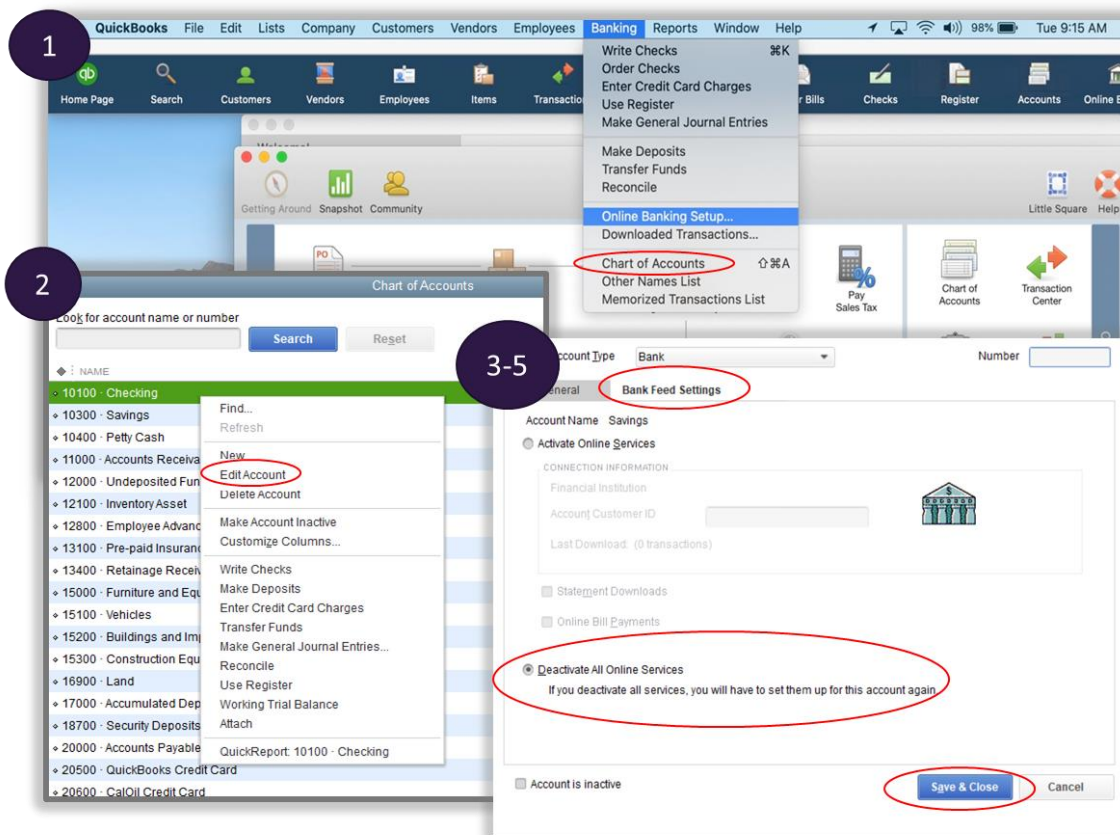 1
QuickBooks File Edit Lists Company Customers Vendors Employees Banking Reports Window Help 98% Tue 9:15 AM
Write Checks ⌘K
Order Checks
Enter Credit Card Charges
Use Register
Make General Journal Entries
Make Deposits
Transfer Funds
Reconcile
Online Banking Setup...
Downloaded Transactions...
Chart of Accounts ⇧⌘A
Other Names List
Memorized Transactions List
qb
Home Page Search Customers Vendors Employees Items Bills Checks Register Accounts Online
Getting Around Snapshot Community
Little Square Help
PO
Pay
Sales Tax
Chart of
Accounts
Transaction
Center
2
Chart of Accounts
Look for account name or number
Search Reset
NAME
10100 · Checking
10300 · Savings
10400 · Petty Cash
11000 · Accounts
12000 · Undeposited
12100 · Inventory Asset
12800 · Employee
13100 · Pre-paid
13400 · Retainage
15000 · Furniture and
15100 · Vehicles
15200 · Buildings and
15300 · Construction
16900 · Land
17000 · Accumulated
18700 · Security Deposits
20000 · Accounts Payable
20500 · QuickBooks Credit Card
20600 · CalOil Credit Card
Find...
Refresh
New
Edit Account
Delete Account
Make Account Inactive
Customize Columns...
Write Checks
Make Deposits
Enter Credit Card Charges
Transfer Funds
Make General Journal Entries...
Reconcile
Use Register
Working Trial Balance
Attach
QuickReport: 10100 · Checking
3-5
Type Bank Number
Bank Feed Settings
Account Name Savings
Activate Online Services
CONNECTION INFORMATION
Financial Institution
Account Customer ID
Last Download: (0 transactions)
Statement Downloads
Online Bill Payments
Deactivate All Online Services
If you deactivate all services, you will have to set them up for this account again.
Account is inactive
Save & Close Cancel